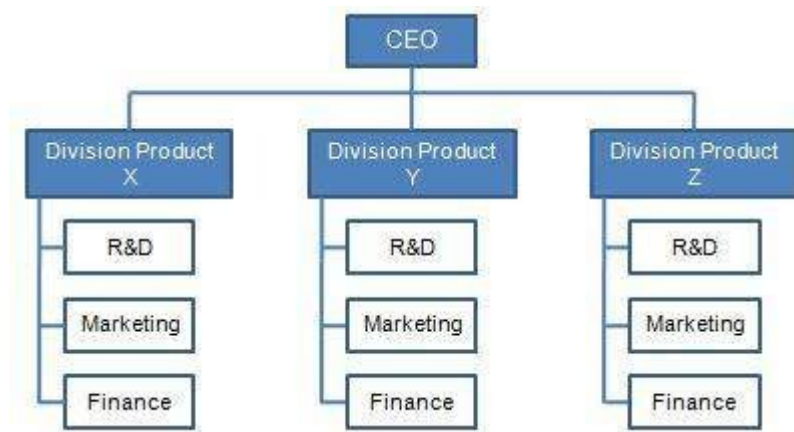 CEO
Division Product
X
Division Product
Y
Division Product
Z
R&D
R&D
R&D
Marketing
Marketing
Marketing
Finance
Finance
Finance